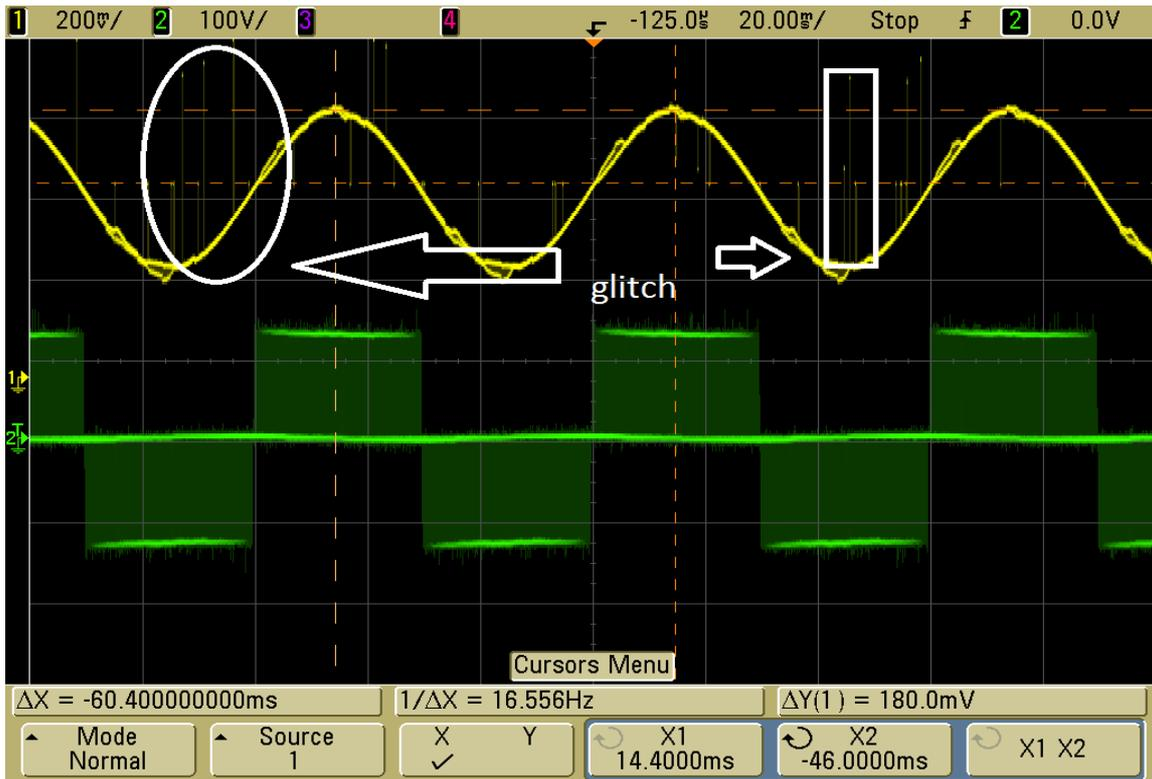 1 200mV/ 2 100V/ 3 4 -125.0µs 20.00ms/ Stop 2 0.0V
glitch
1
2
Cursors Menu
ΔX = -60.400000000ms 1/ΔX = 16.556Hz ΔY(1) = 180.0mV
Mode Source X Y X1 X2 X1 X2
Normal 1 ✓ 14.4000ms -46.0000ms